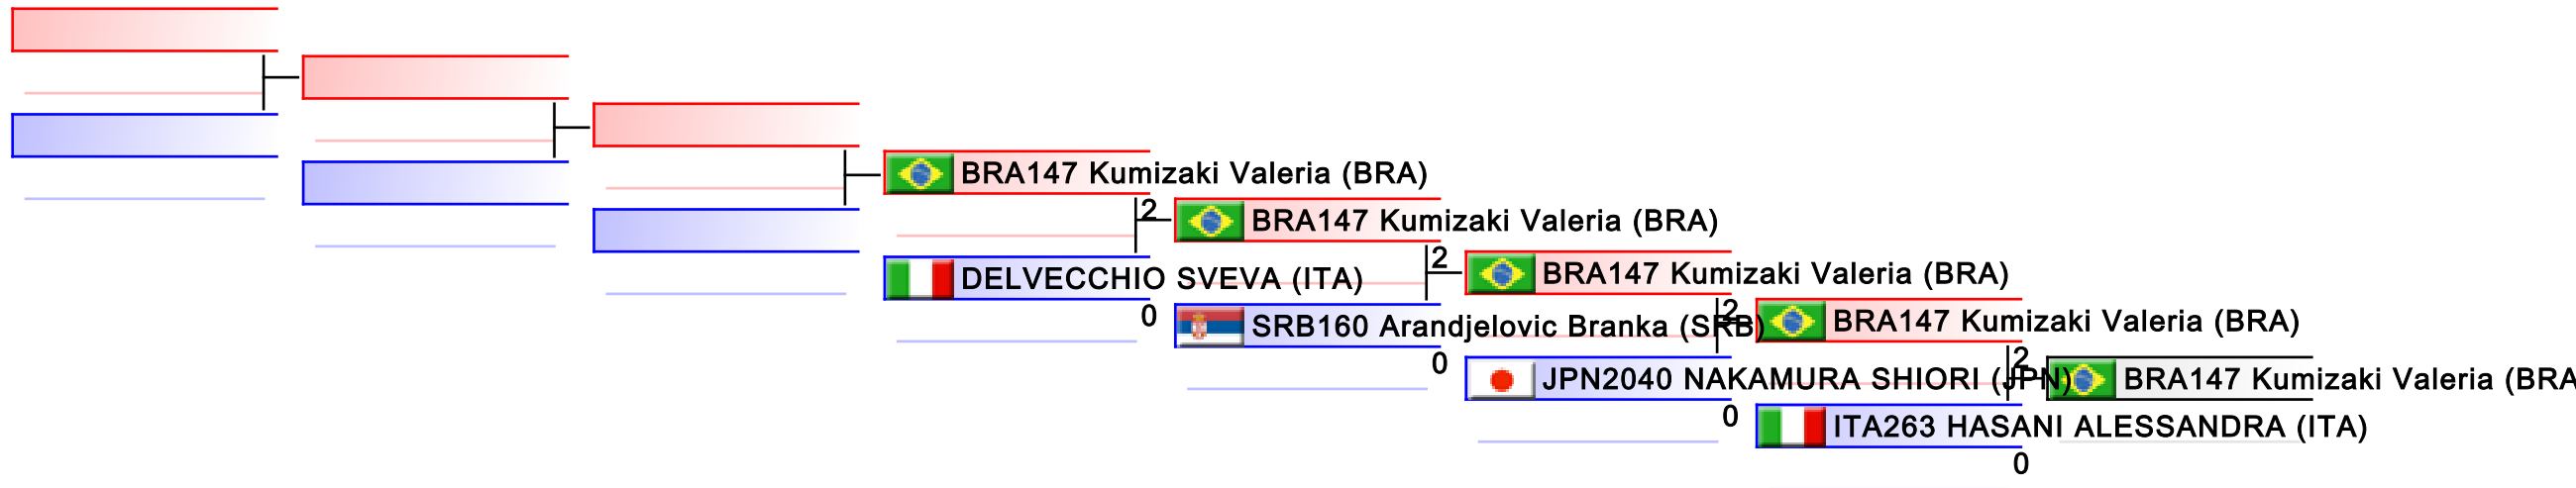 BRA147 Kumizaki Valeria (BRA)
2
BRA147 Kumizaki Valeria (BRA)
DELVECCHIO SVEVA (ITA)
0
2
BRA147 Kumizaki Valeria (BRA)
SRB160 Arandjelovic Branka (SRB)
0
2
BRA147 Kumizaki Valeria (BRA)
JPN2040 NAKAMURA SHIORI (JPN)
0
2
BRA147 Kumizaki Valeria (BRA
ITA263 HASANI ALESSANDRA (ITA)
0